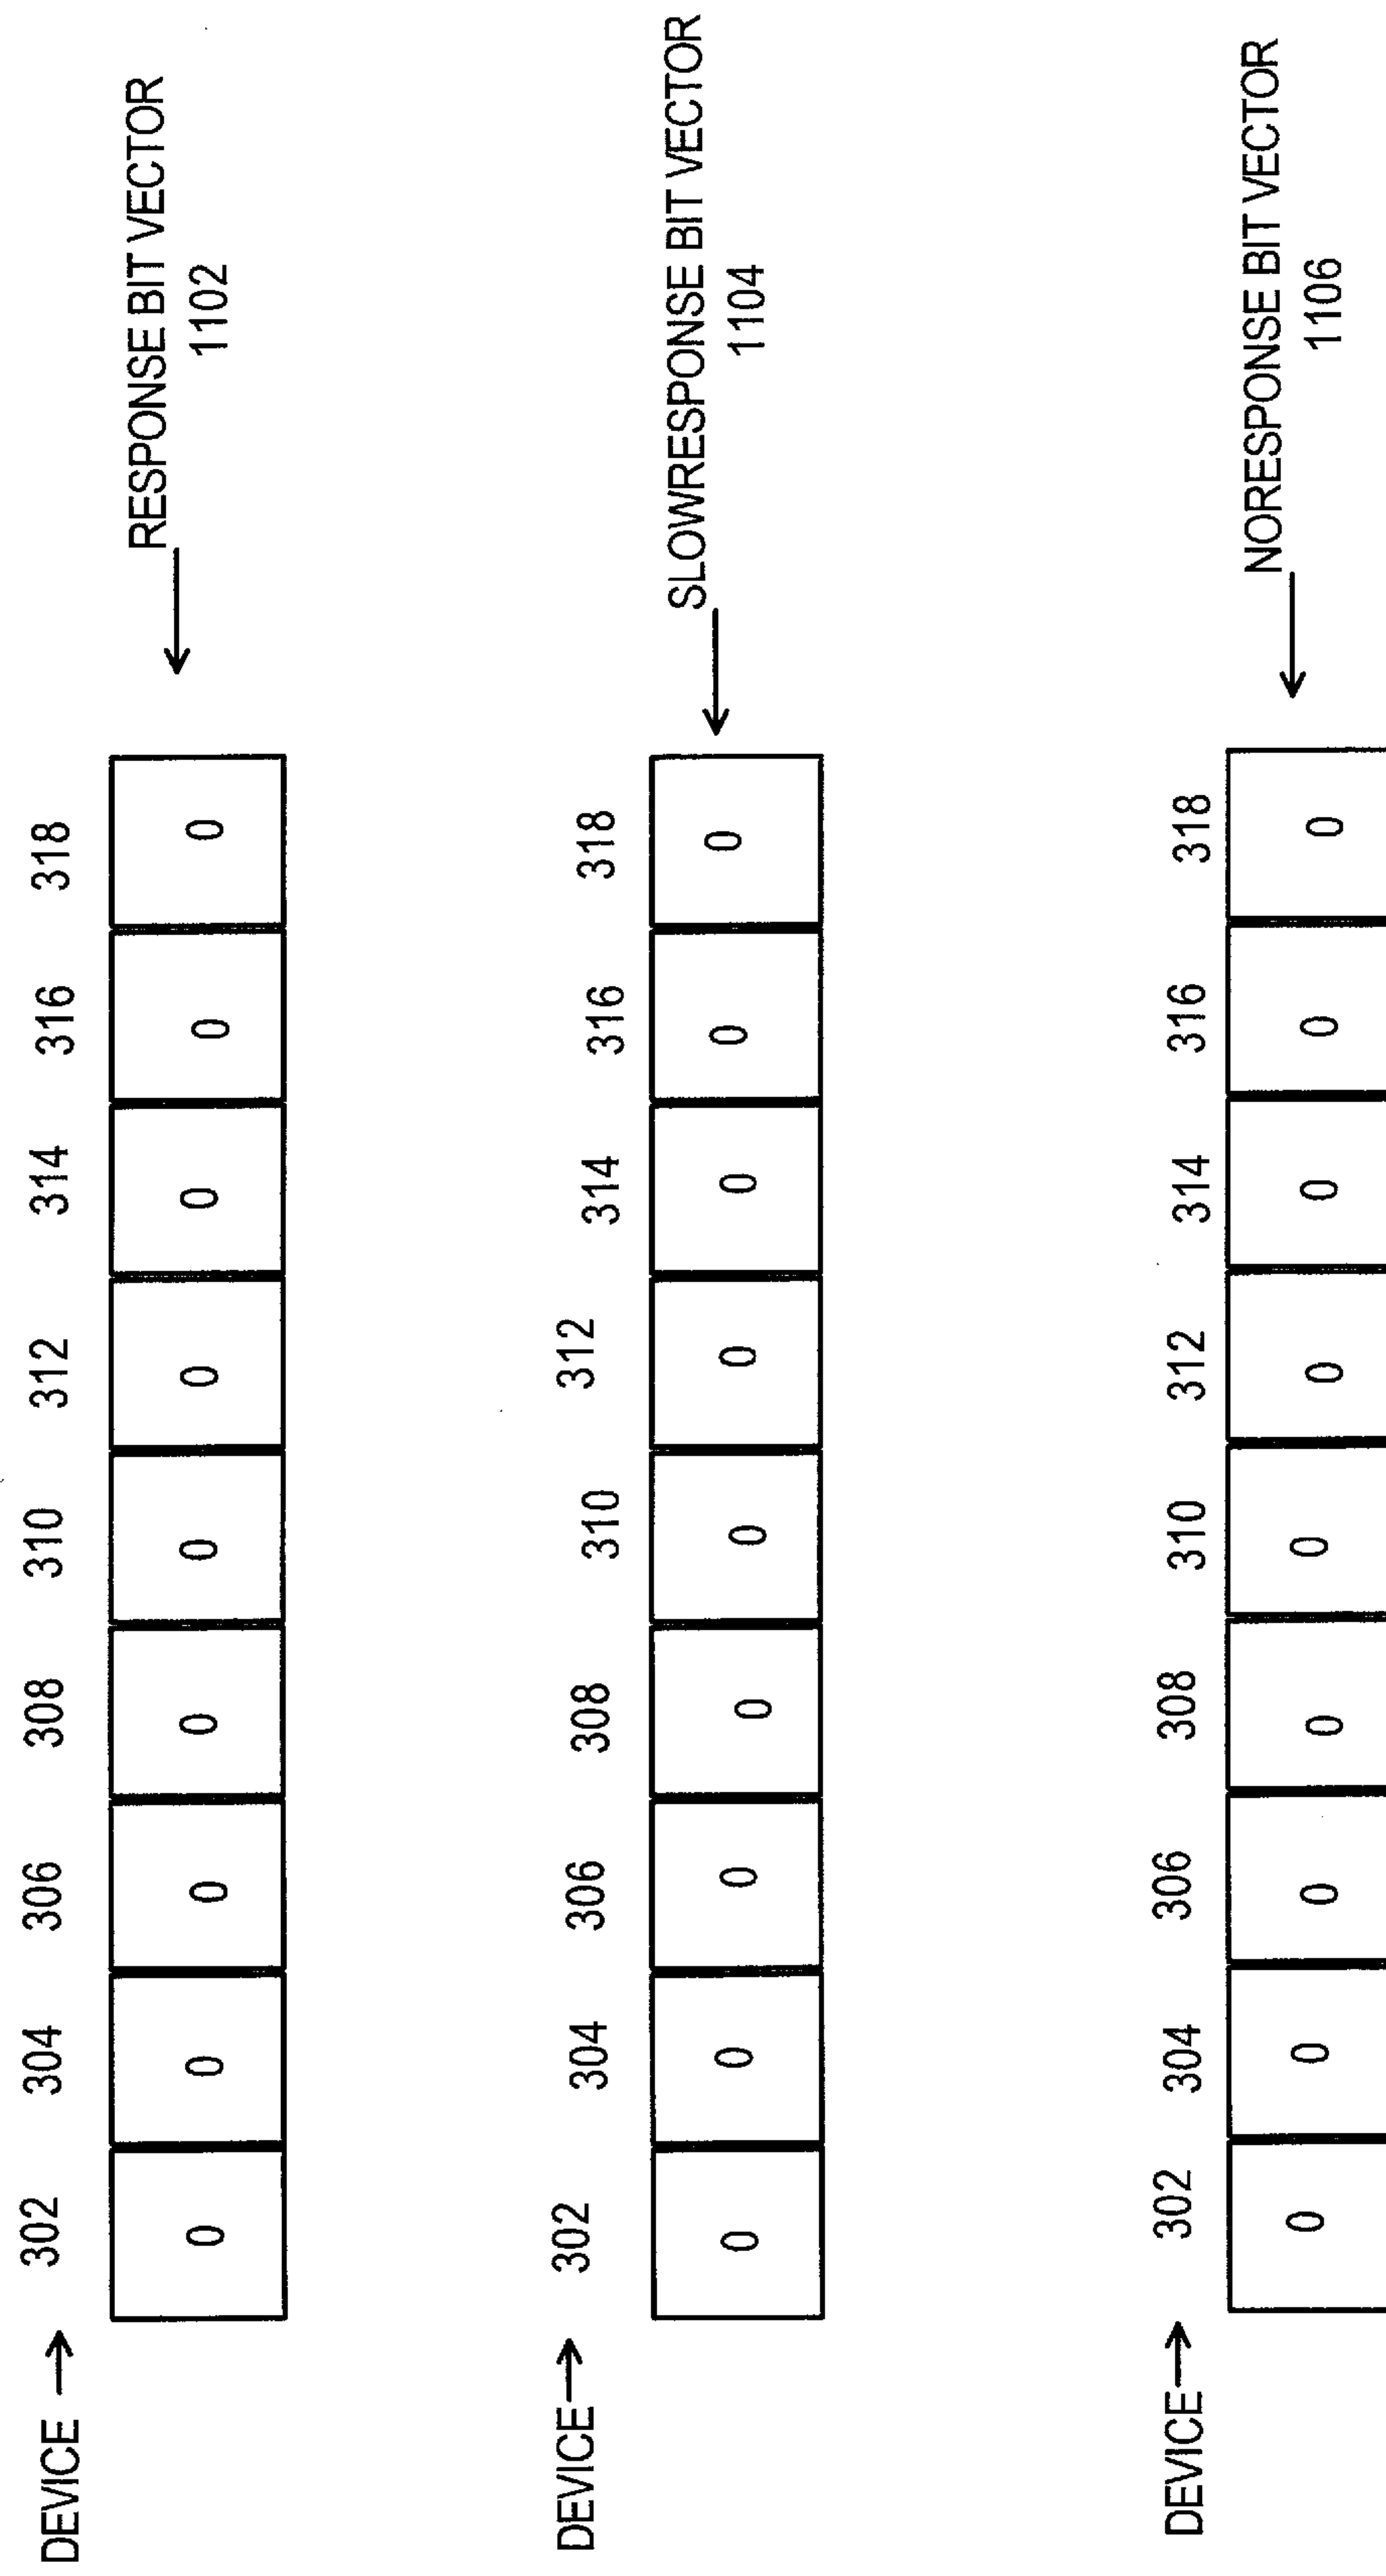 DEVICE → 302 304 306 308 310 312 314 316 318
0 0 0 0 0 0 0 0 0
RESPONSE BIT VECTOR
1102
DEVICE → 302 304 306 308 310 312 314 316 318
0 0 0 0 0 0 0 0 0
SLOWRESPONSE BIT VECTOR
1104
DEVICE → 302 304 306 308 310 312 314 316 318
0 0 0 0 0 0 0 0 0
NORESPONSE BIT VECTOR
1106